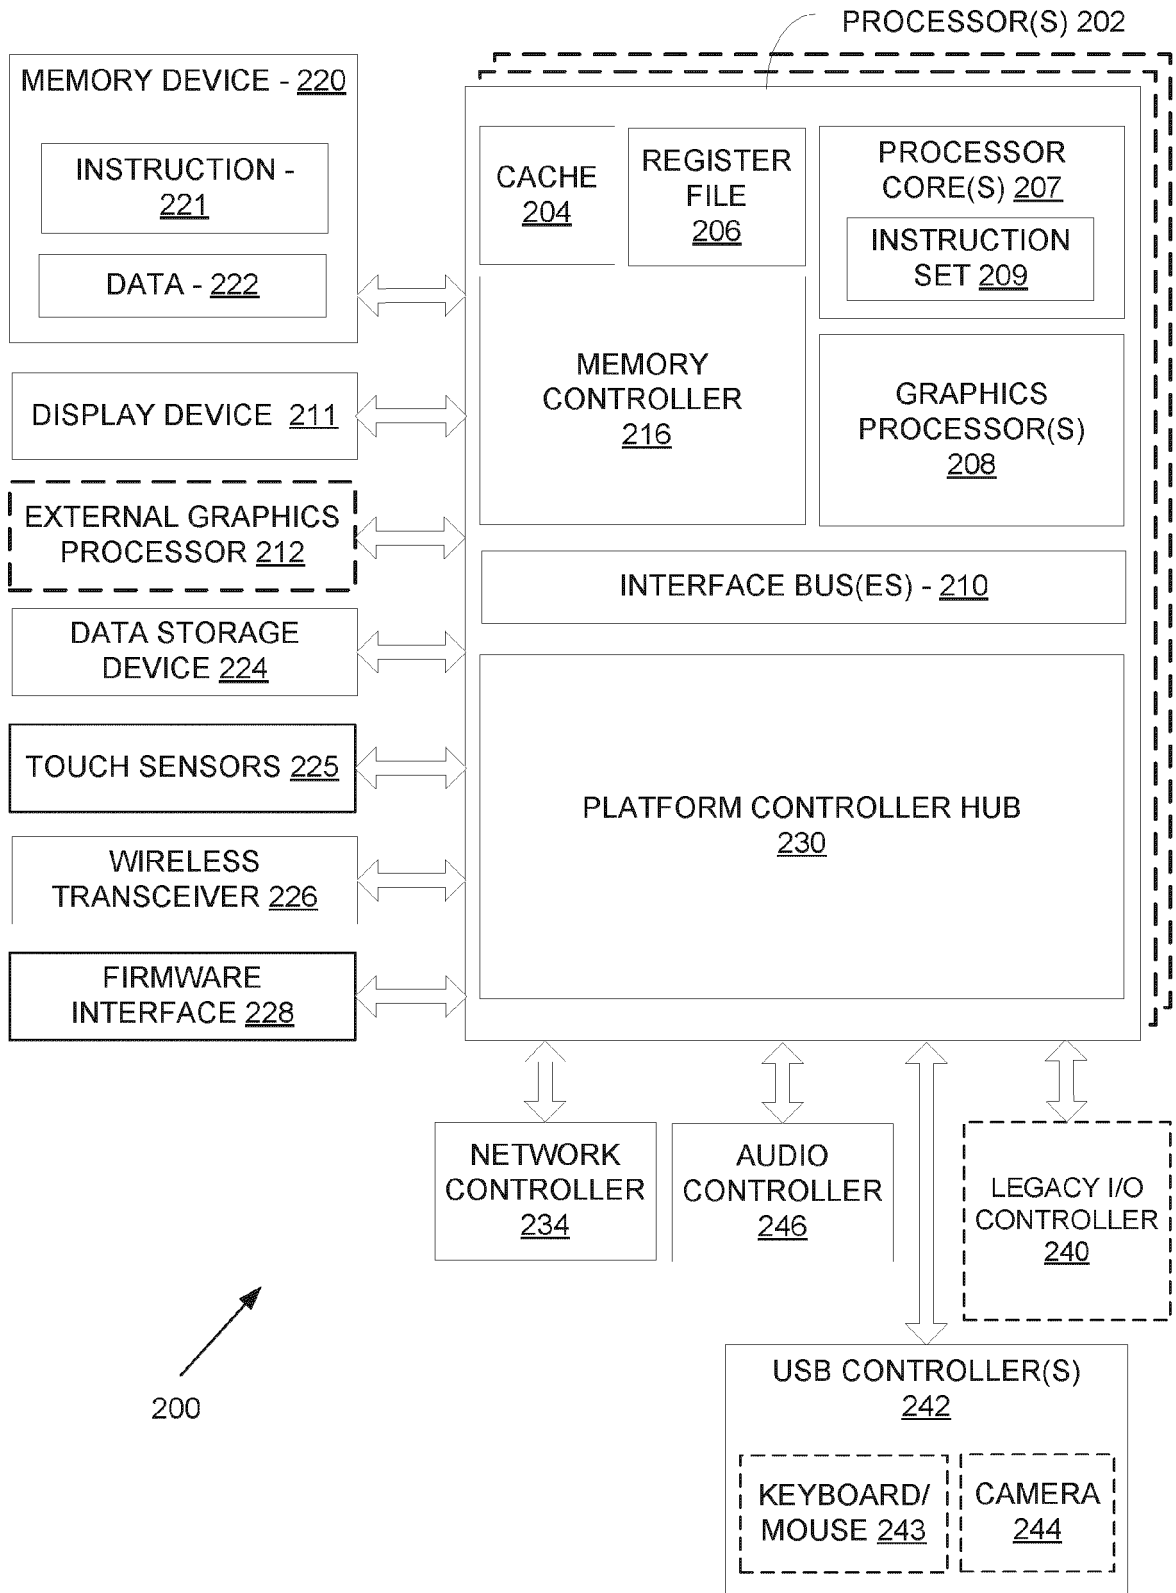 PROCESSOR(S) 202
MEMORY DEVICE - 220
INSTRUCTION -
221
DATA - 222
CACHE
204
REGISTER
FILE
206
PROCESSOR
CORE(S) 207
INSTRUCTION
SET 209
MEMORY
CONTROLLER
216
GRAPHICS
PROCESSOR(S)
208
DISPLAY DEVICE 211
EXTERNAL GRAPHICS
PROCESSOR 212
INTERFACE BUS(ES) - 210
DATA STORAGE
DEVICE 224
TOUCH SENSORS 225
PLATFORM CONTROLLER HUB
230
WIRELESS
TRANSCEIVER 226
FIRMWARE
INTERFACE 228
NETWORK
CONTROLLER
234
AUDIO
CONTROLLER
246
LEGACY I/O
CONTROLLER
240
200
USB CONTROLLER(S)
242
KEYBOARD/
MOUSE 243
CAMERA
244